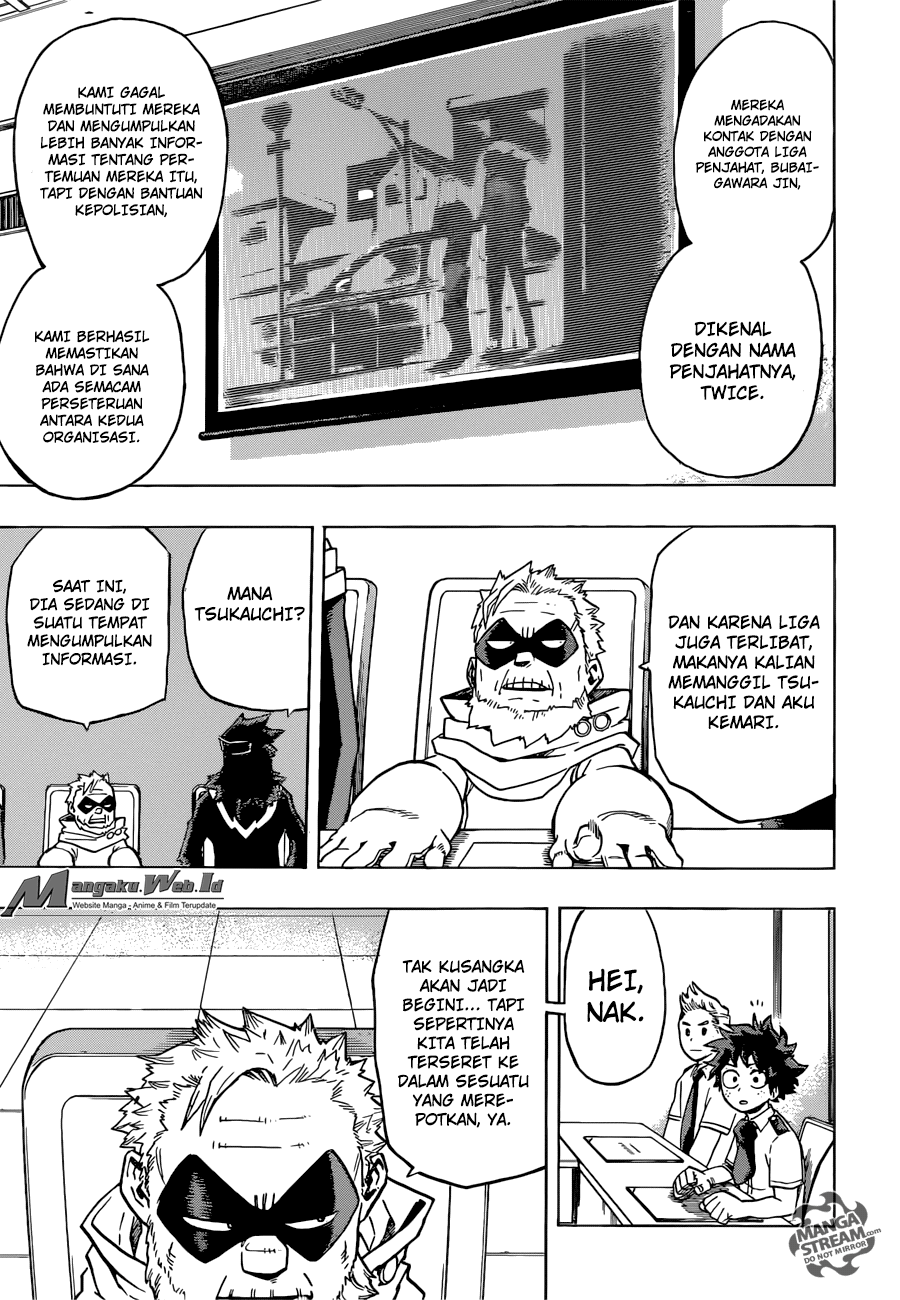 MEREKA
MENGADAKAN
KONTAK DENGAN
ANGGOTA LIGA
PENJAHAT, BUBAI-
GAWARA JIN,
DIKENAL
DENGAN NAMA
PENJAHATNYA,
TWICE.
KAMI GAGAL
MEMBUNTUTI MEREKA
DAN MENGUMPULKAN
LEBIH BANYAK INFOR-
MASI TENTANG PER-
TEMUAN MEREKA ITU,
TAPI DENGAN BANTUAN
KEPOLISIAN,
KAMI BERHASIL
MEMASTIKAN
BAHWA DI SANA
ADA SEMACAM
PERSETERUAN
ANTARA KEDUA
ORGANISASI.
DAN KARENA LIGA
JUGA TERLIBAT,
MAKANYA KALIAN
MEMANGGIL TSU-
KAUCHI DAN AKU
KEMARI.
MANA
TSUKAUCHI?
SAAT INI,
DIA SEDANG DI
SUATU TEMPAT
MENGUMPULKAN
INFORMASI.
Mangaku.Web.Id
Website Manga - Anime & Film Terupdate
HEI,
NAK.
TAK KUSANGKA
AKAN JADI
BEGINI... TAPI
SEPERTINYA
KITA TELAH
TERSERET KE
DALAM SESUATU
YANG MERE-
POTKAN, YA.
MANGA
STREAM.com
DO NOT MIRROR!